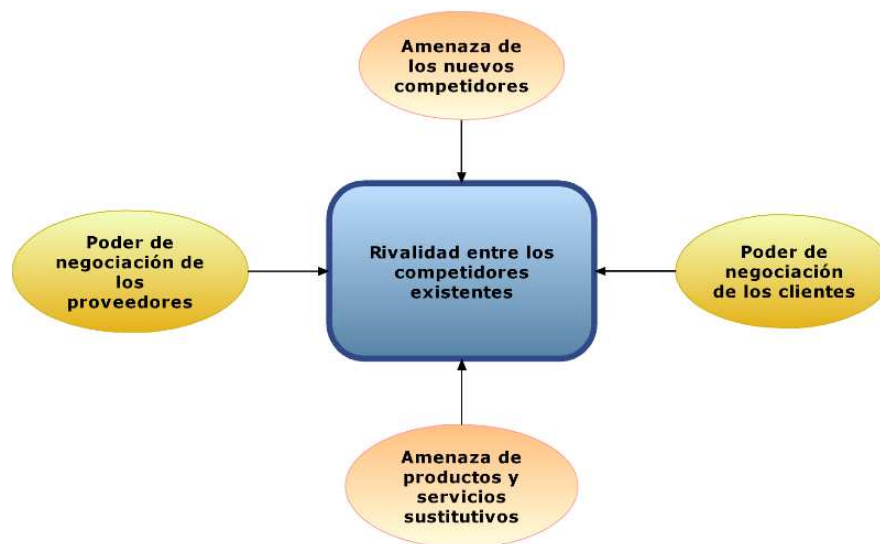 Amenaza de
los nuevos
competidores
Poder de
negociación de
los
proveedores
Rivalidad entre los
competidores
existentes
Poder de
negociación
de los clientes
Amenaza de
productos y
servicios
sustitutivos